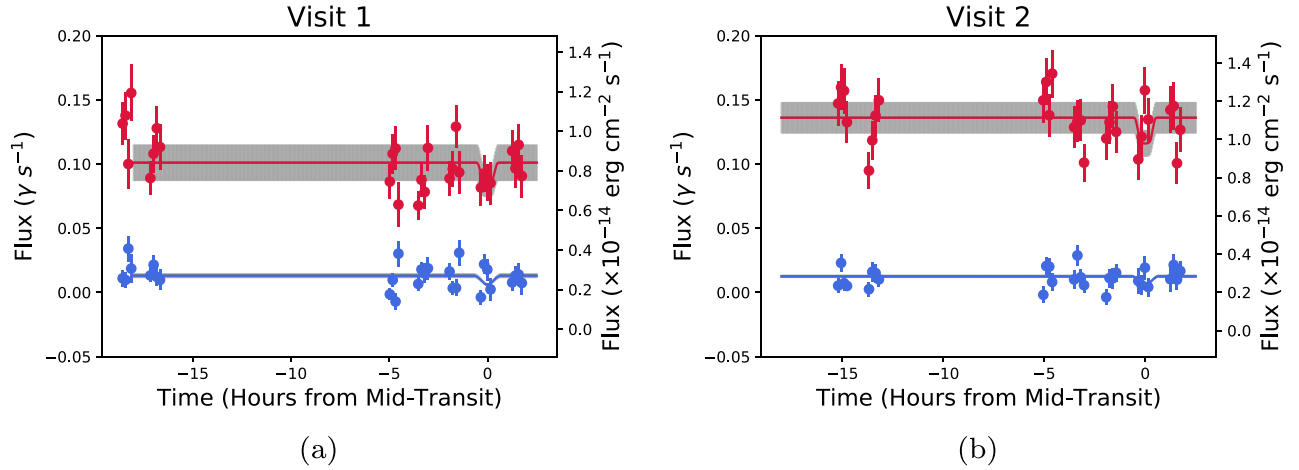 Visit 1
0.20
0.15
0.10
0.05
0.00
−0.05
Flux (γ s⁻¹)
1.4
1.2
1.0
0.8
0.6
0.4
0.2
0.0
Flux (×10⁻¹⁴ erg cm⁻² s⁻¹)
−15 −10 −5 0
Time (Hours from Mid-Transit)
(a)
Visit 2
0.20
0.15
0.10
0.05
0.00
−0.05
Flux (γ s⁻¹)
1.4
1.2
1.0
0.8
0.6
0.4
0.2
0.0
Flux (×10⁻¹⁴ erg cm⁻² s⁻¹)
−15 −10 −5 0
Time (Hours from Mid-Transit)
(b)